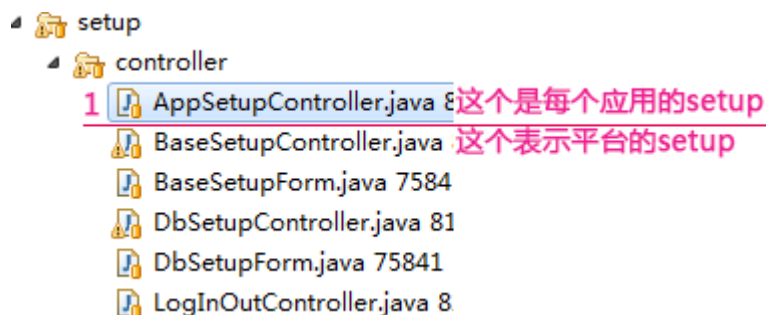 setup
controller
1 AppSetupController.java 8 这个是每个应用的setup
BaseSetupController.java 这个表示平台的setup
BaseSetupForm.java 7584
DbSetupController.java 81
DbSetupForm.java 75841
LogInOutController.java 8